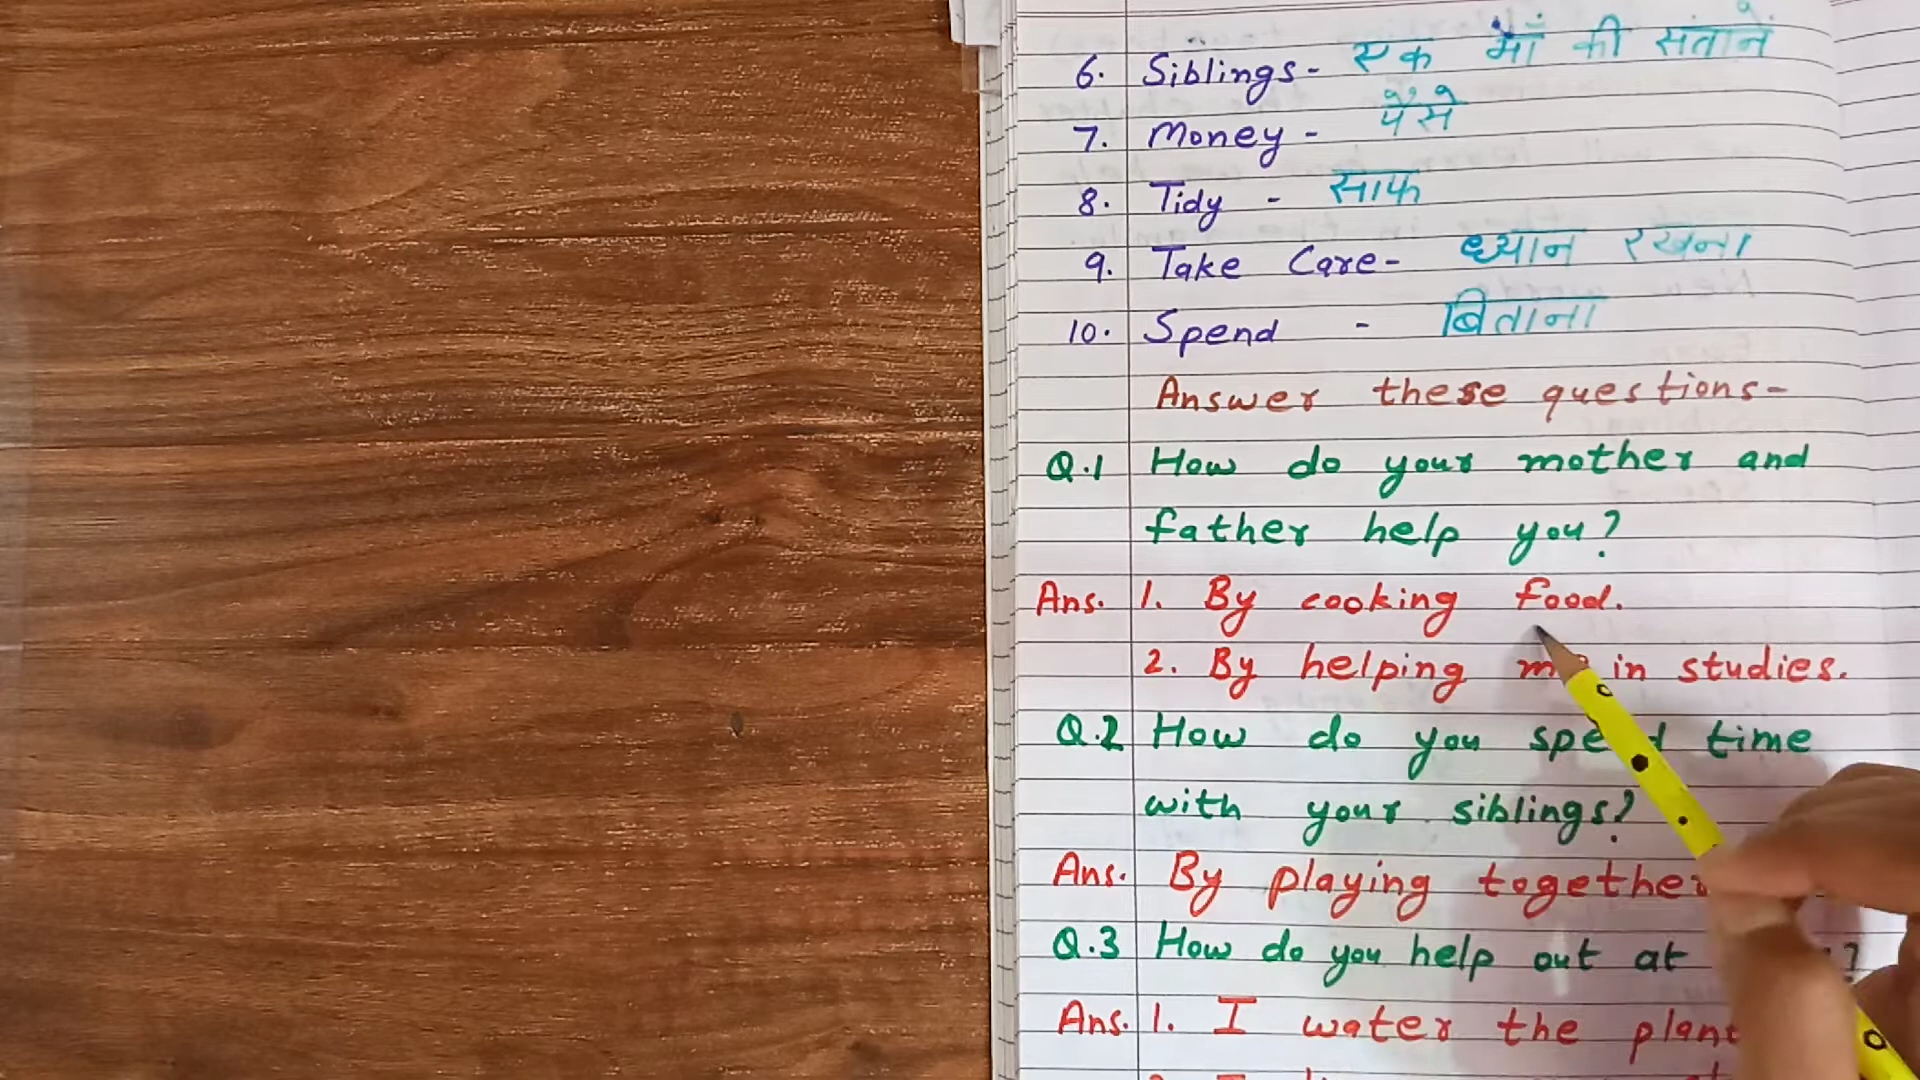 6. Siblings - एक माँ की संतानें
7. Money - पैसे
8. Tidy - साफ
9. Take Care - ध्यान रखना
10. Spend - बिताना
Answer these questions-
Q.1 How do your mother and
father help you?
Ans. 1. By cooking food.
2. By helping in studies.
Q.2 How do you spend time
with your siblings?
Ans. By playing together
Q.3 How do you help out at ?
Ans. 1. I water the plant